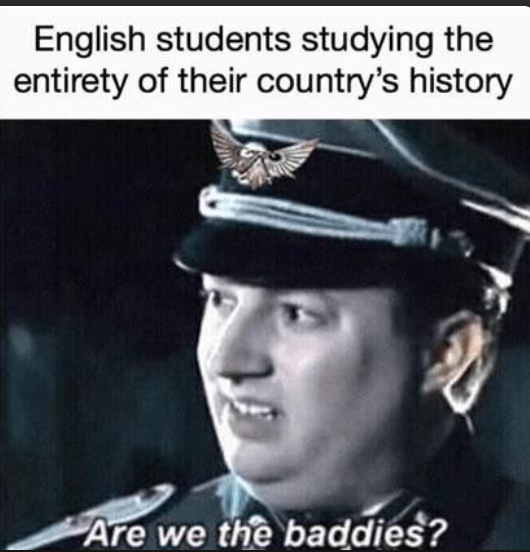 English students studying the
entirety of their country's history
Are we the baddies?